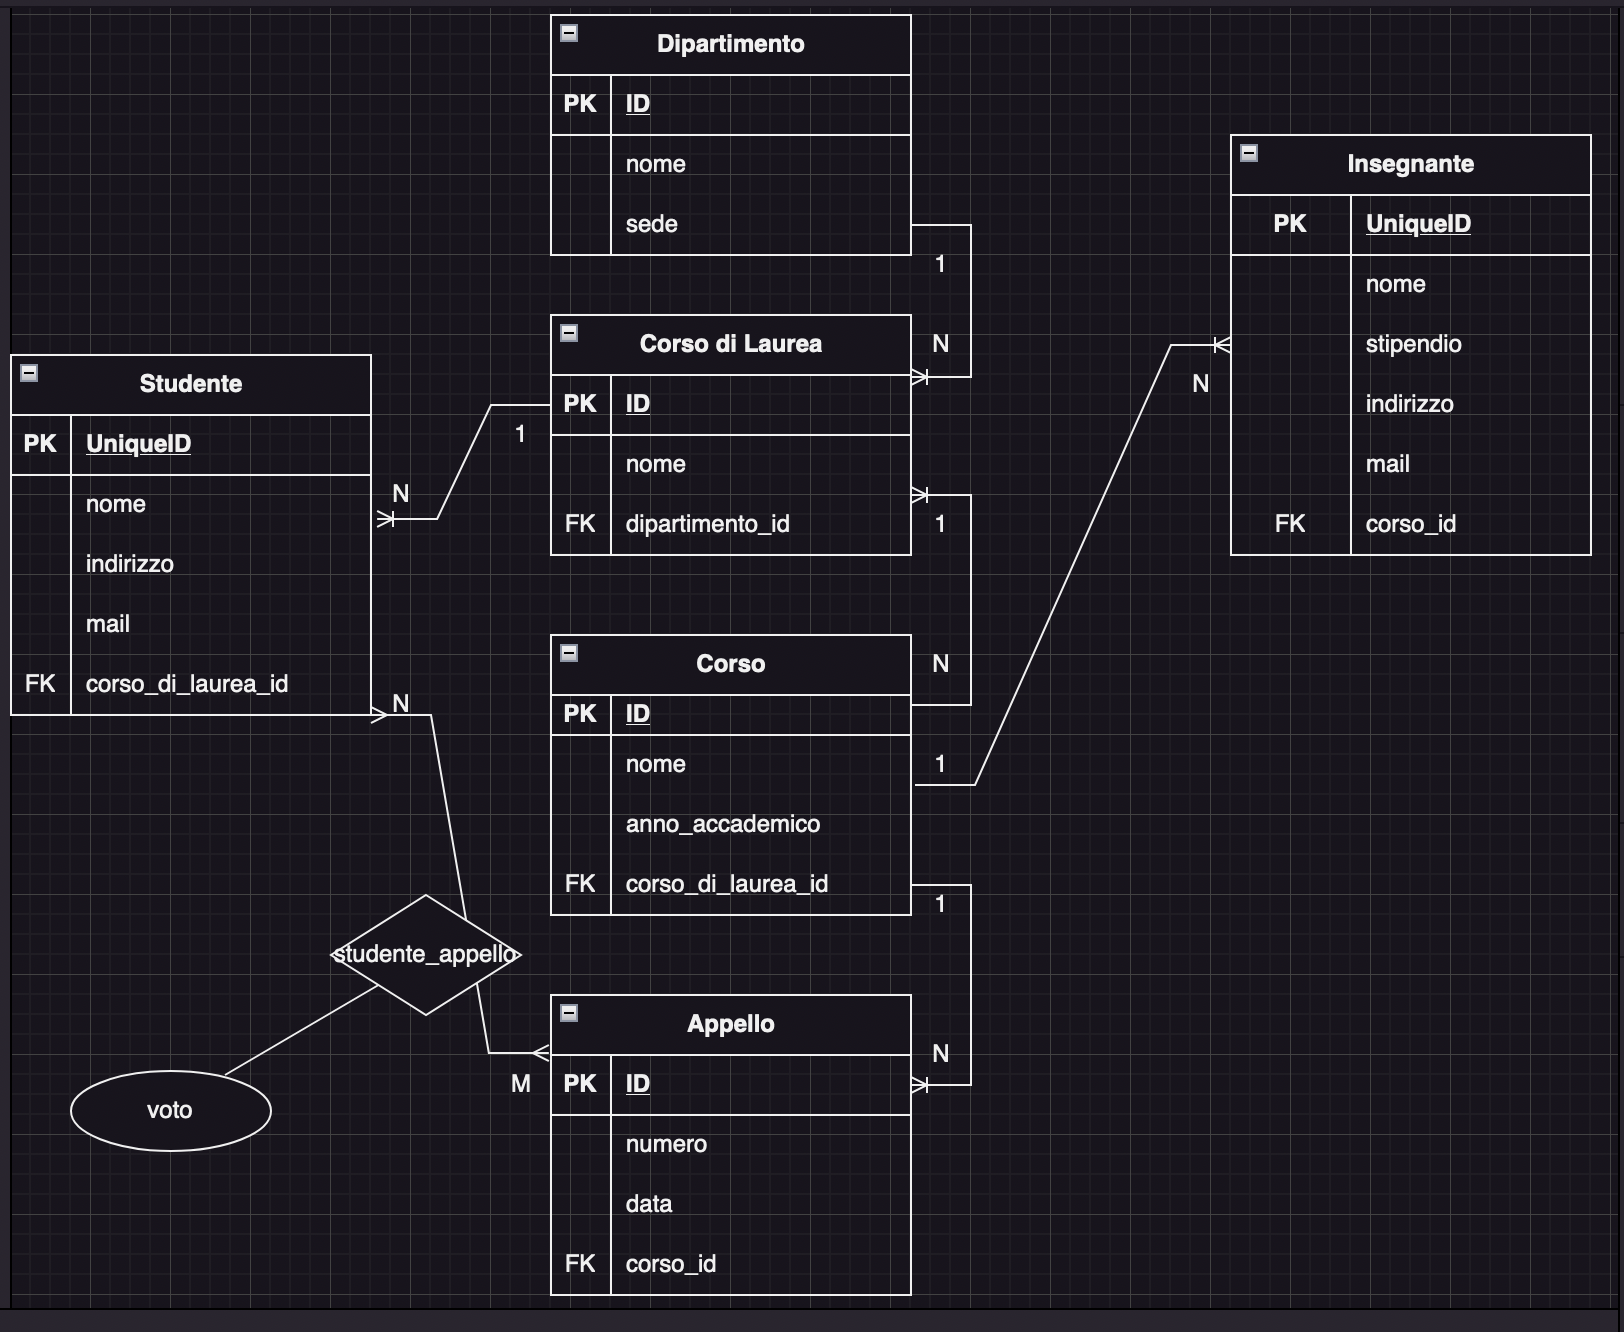 Dipartimento
PK ID
nome
sede
1
N
Corso di Laurea
PK ID
nome
FK dipartimento_id
1
N
1
N
Studente
PK UniqueID
nome
indirizzo
mail
FK corso_di_laurea_id
N
Insegnante
PK UniqueID
nome
stipendio
indirizzo
mail
FK corso_id
N
Corso
PK ID
nome
anno_accademico
FK corso_di_laurea_id
1
1
N
studente_appello
voto
M
Appello
PK ID
numero
data
FK corso_id